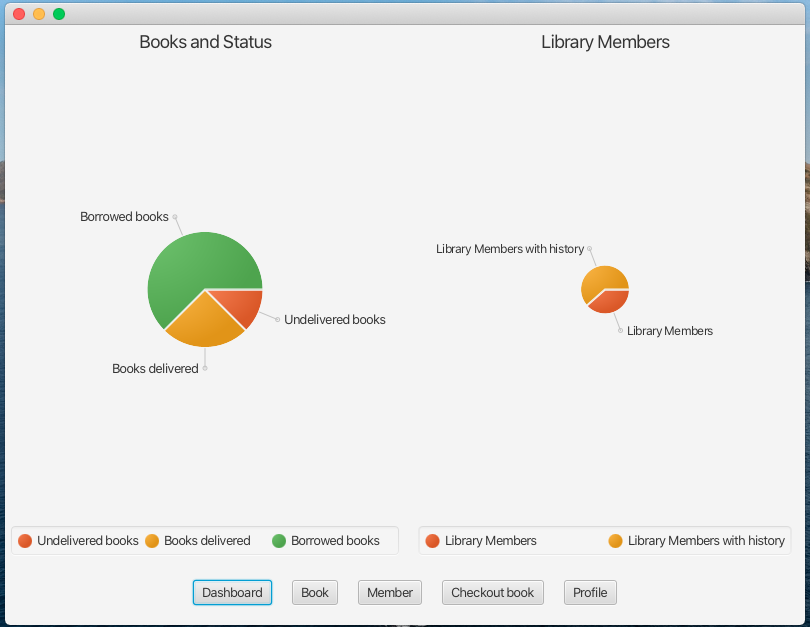 Books and Status
Library Members
Borrowed books
Undelivered books
Books delivered
Library Members with history
Library Members
Undelivered books
Books delivered
Borrowed books
Library Members
Library Members with history
Dashboard
Book
Member
Checkout book
Profile